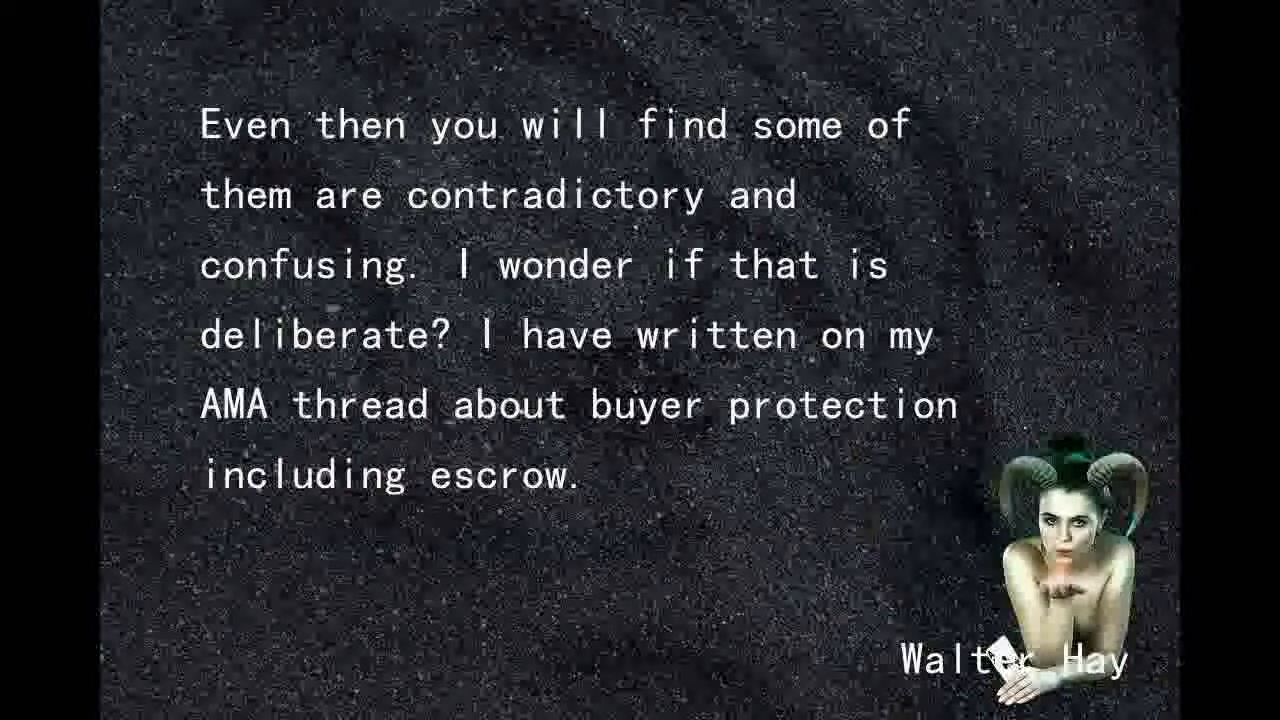 Even then you will find some of
them are contradictory and
confusing. I wonder if that is
deliberate? I have written on my
AMA thread about buyer protection
including escrow.
Walter Hay